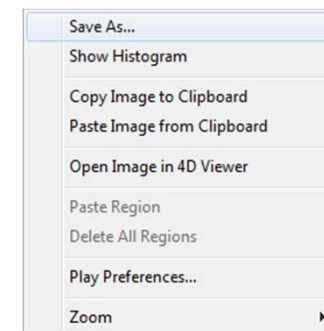 Save As...
Show Histogram
Copy Image to Clipboard
Paste Image from Clipboard
Open Image in 4D Viewer
Paste Region
Delete All Regions
Play Preferences...
Zoom